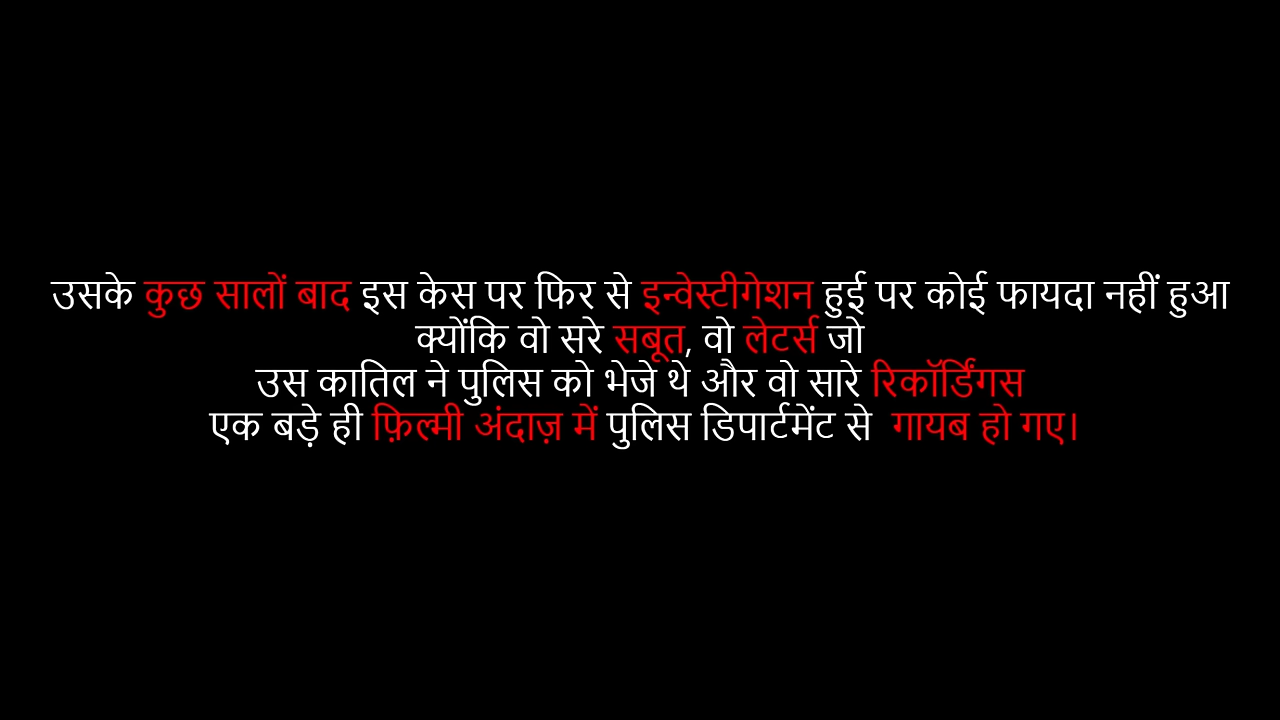 उसके कुछ सालों बाद इस केस पर फिर से इन्वेस्टीगेशन हुई पर कोई फायदा नहीं हुआ
क्योंकि वो सरे सबूत, वो लेटर्स जो
उस कातिल ने पुलिस को भेजे थे और वो सारे रिकॉर्डिंगस
एक बड़े ही फ़िल्मी अंदाज़ में पुलिस डिपार्टमेंट से गायब हो गए।